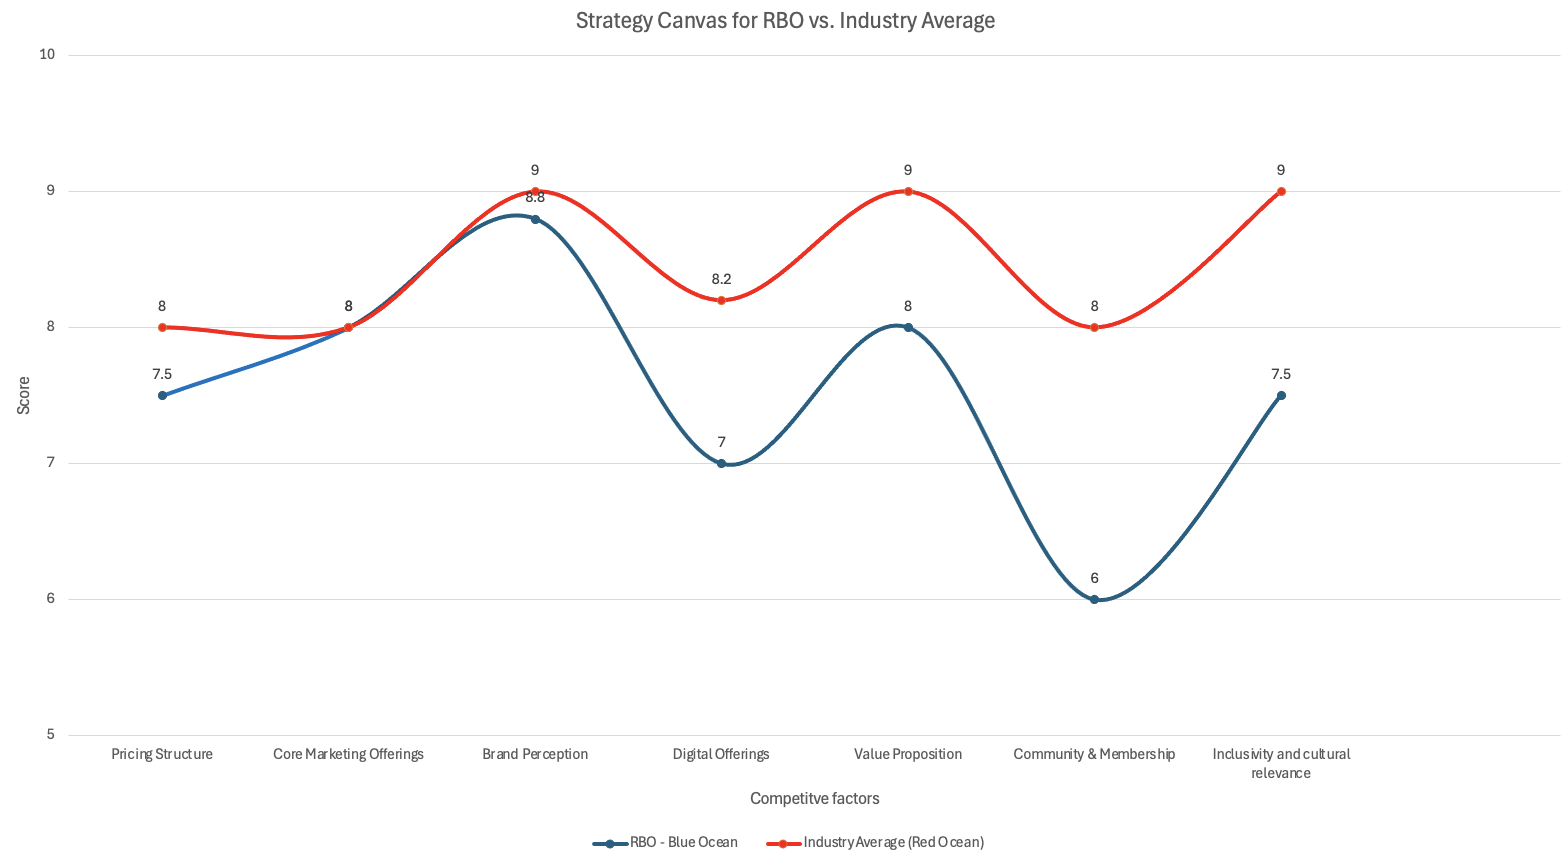 Strategy Canvas for RBO vs. Industry Average
10
9
8
7
6
5
Score
8
8
9
8.2
9
8
9
7.5
8
8.8
7
8
6
7.5
Pricing Structure
Core Marketing Offerings
Brand Perception
Digital Offerings
Value Proposition
Community & Membership
Inclusivity and cultural
relevance
Competitve factors
RBO - Blue Ocean
Industry Average (Red Ocean)